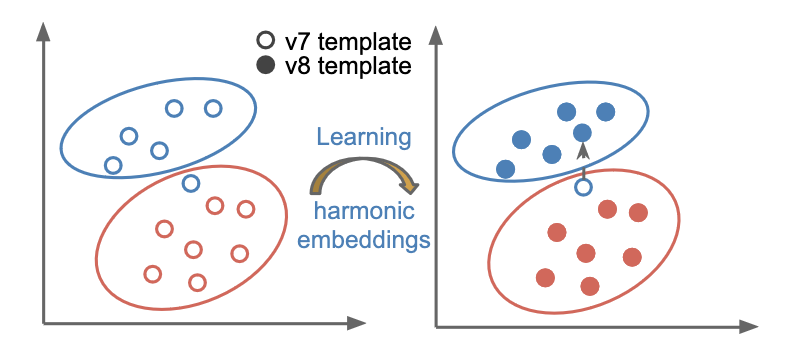 v7 template
v8 template
Learning
harmonic
embeddings